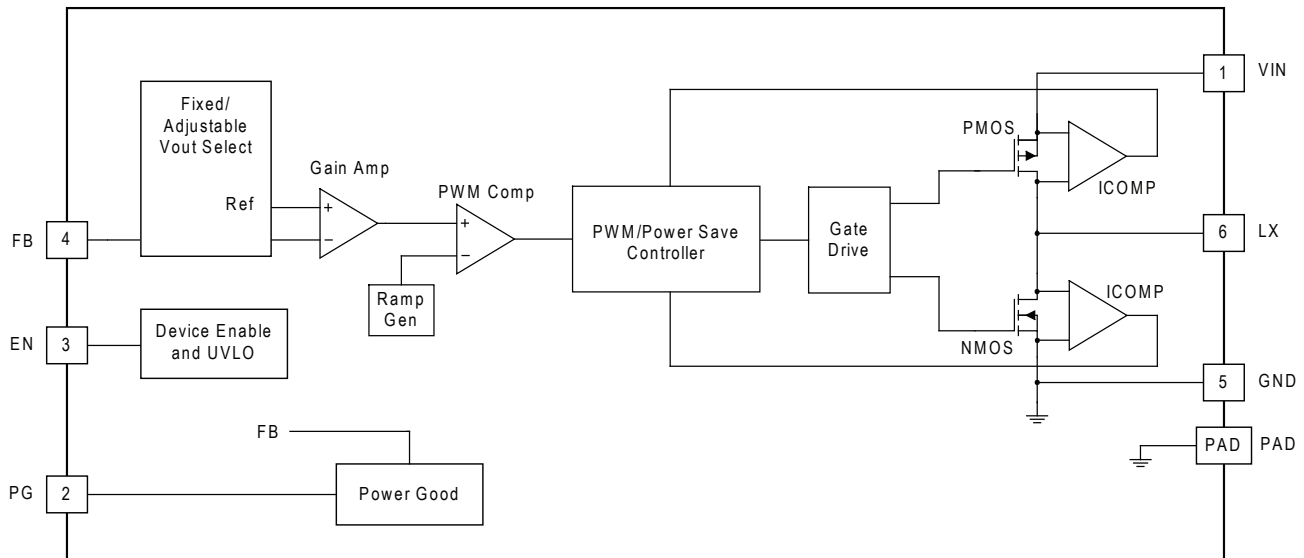 1
VIN
Fixed/
Adjustable
Vout Select
PMOS
Gain Amp
ICOMP
PWM Comp
Ref
+
−
+
−
FB
4
PWM/Power Save
Controller
Gate
Drive
6
LX
Ramp
Gen
ICOMP
EN
3
Device Enable
and UVLO
NMOS
5
GND
FB
PAD
PAD
PG
2
Power Good